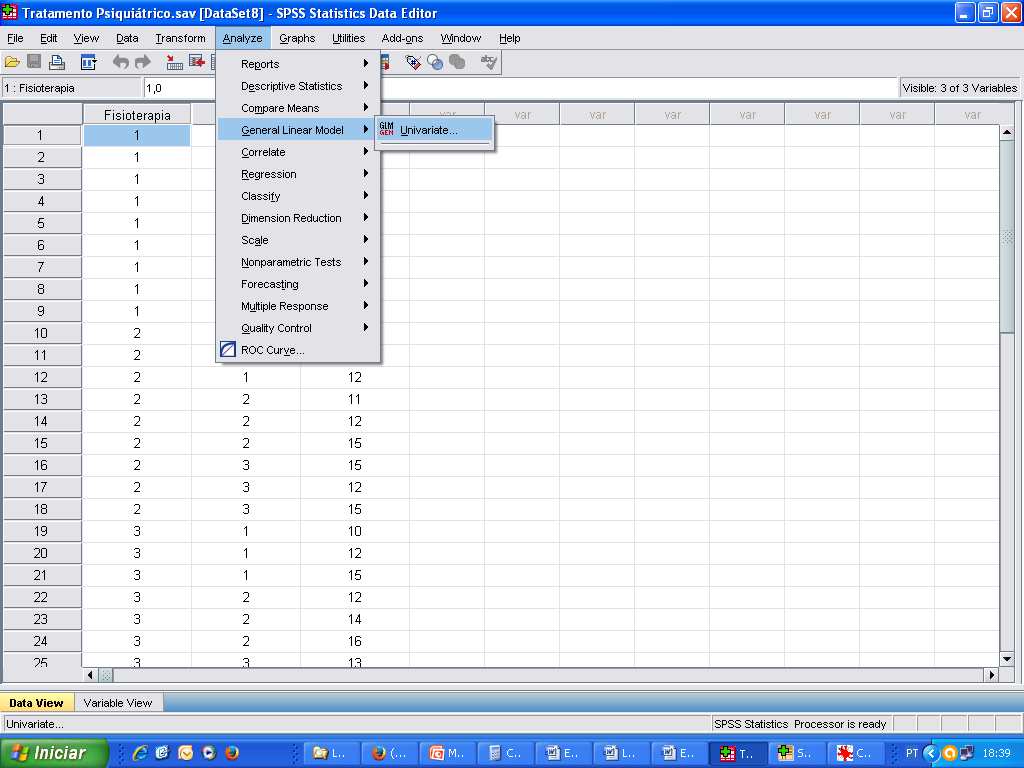 Tratamento Psiquiátrico.sav [DataSet8] - SPSS Statistics Data Editor
File Edit View Data Transform Analyze Graphs Utilities Add-ons Window Help
1 : Fisioterapia 1,0 Visible: 3 of 3 Variables
Fisioterapia var var var var var var var var
Reports
Descriptive Statistics
Compare Means
General Linear Model
Correlate
Regression
Classify
Dimension Reduction
Scale
Nonparametric Tests
Forecasting
Multiple Response
Quality Control
ROC Curve...
GLM GEN Univariate...
1 1
2 1
3 1
4 1
5 1
6 1
7 1
8 1
9 1
10 2
11 2
12 2 1 12
13 2 2 11
14 2 2 12
15 2 2 15
16 2 3 15
17 2 3 12
18 2 3 15
19 3 1 10
20 3 1 12
21 3 1 15
22 3 2 12
23 3 2 14
24 3 2 16
25 3 3 13
Data View Variable View
Univariate... SPSS Statistics Processor is ready
Iniciar L... (... M... C... E... L... E... T... S... C... PT 18:39